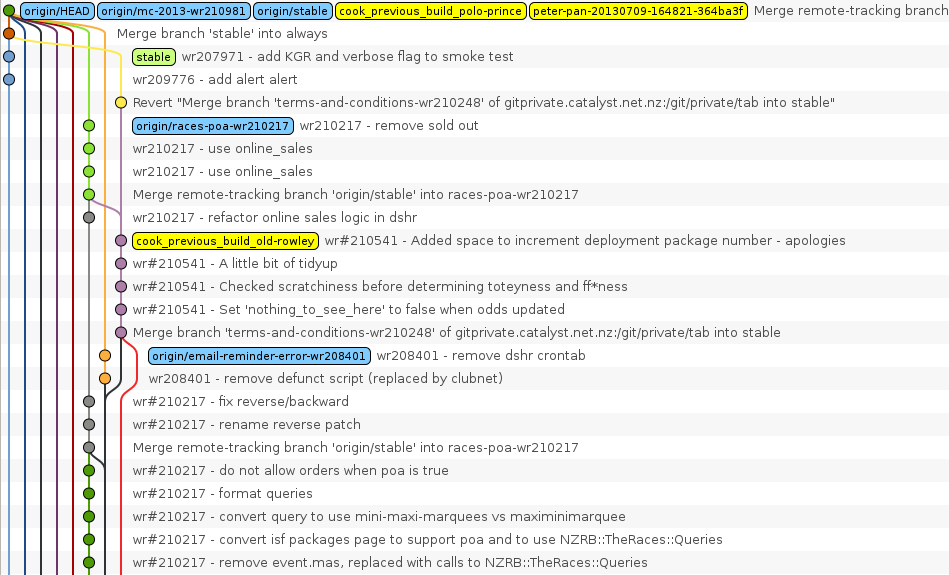 origin/HEAD origin/mc-2013-wr210981 origin/stable cook_previous_build_polo-prince peter-pan-20130709-164821-364ba3f Merge remote-tracking branch
Merge branch 'stable' into always
stable wr207971 - add KGR and verbose flag to smoke test
wr209776 - add alert alert
Revert "Merge branch 'terms-and-conditions-wr210248' of gitprivate.catalyst.net.nz:/git/private/tab into stable"
origin/races-poa-wr210217 wr210217 - remove sold out
wr210217 - use online_sales
wr210217 - use online_sales
Merge remote-tracking branch 'origin/stable' into races-poa-wr210217
wr210217 - refactor online sales logic in dshr
cook_previous_build_old-rowley wr#210541 - Added space to increment deployment package number - apologies
wr#210541 - A little bit of tidyup
wr#210541 - Checked scratchiness before determining toteyness and ff*ness
wr#210541 - Set 'nothing_to_see_here' to false when odds updated
Merge branch 'terms-and-conditions-wr210248' of gitprivate.catalyst.net.nz:/git/private/tab into stable
origin/email-reminder-error-wr208401 wr208401 - remove dshr crontab
wr208401 - remove defunct script (replaced by clubnet)
wr#210217 - fix reverse/backward
wr#210217 - rename reverse patch
Merge remote-tracking branch 'origin/stable' into races-poa-wr210217
wr#210217 - do not allow orders when poa is true
wr#210217 - format queries
wr#210217 - convert query to use mini-maxi-marquees vs maximinimarquee
wr#210217 - convert isf packages page to support poa and to use NZRB::TheRaces::Queries
wr#210217 - remove event.mas, replaced with calls to NZRB::TheRaces::Queries